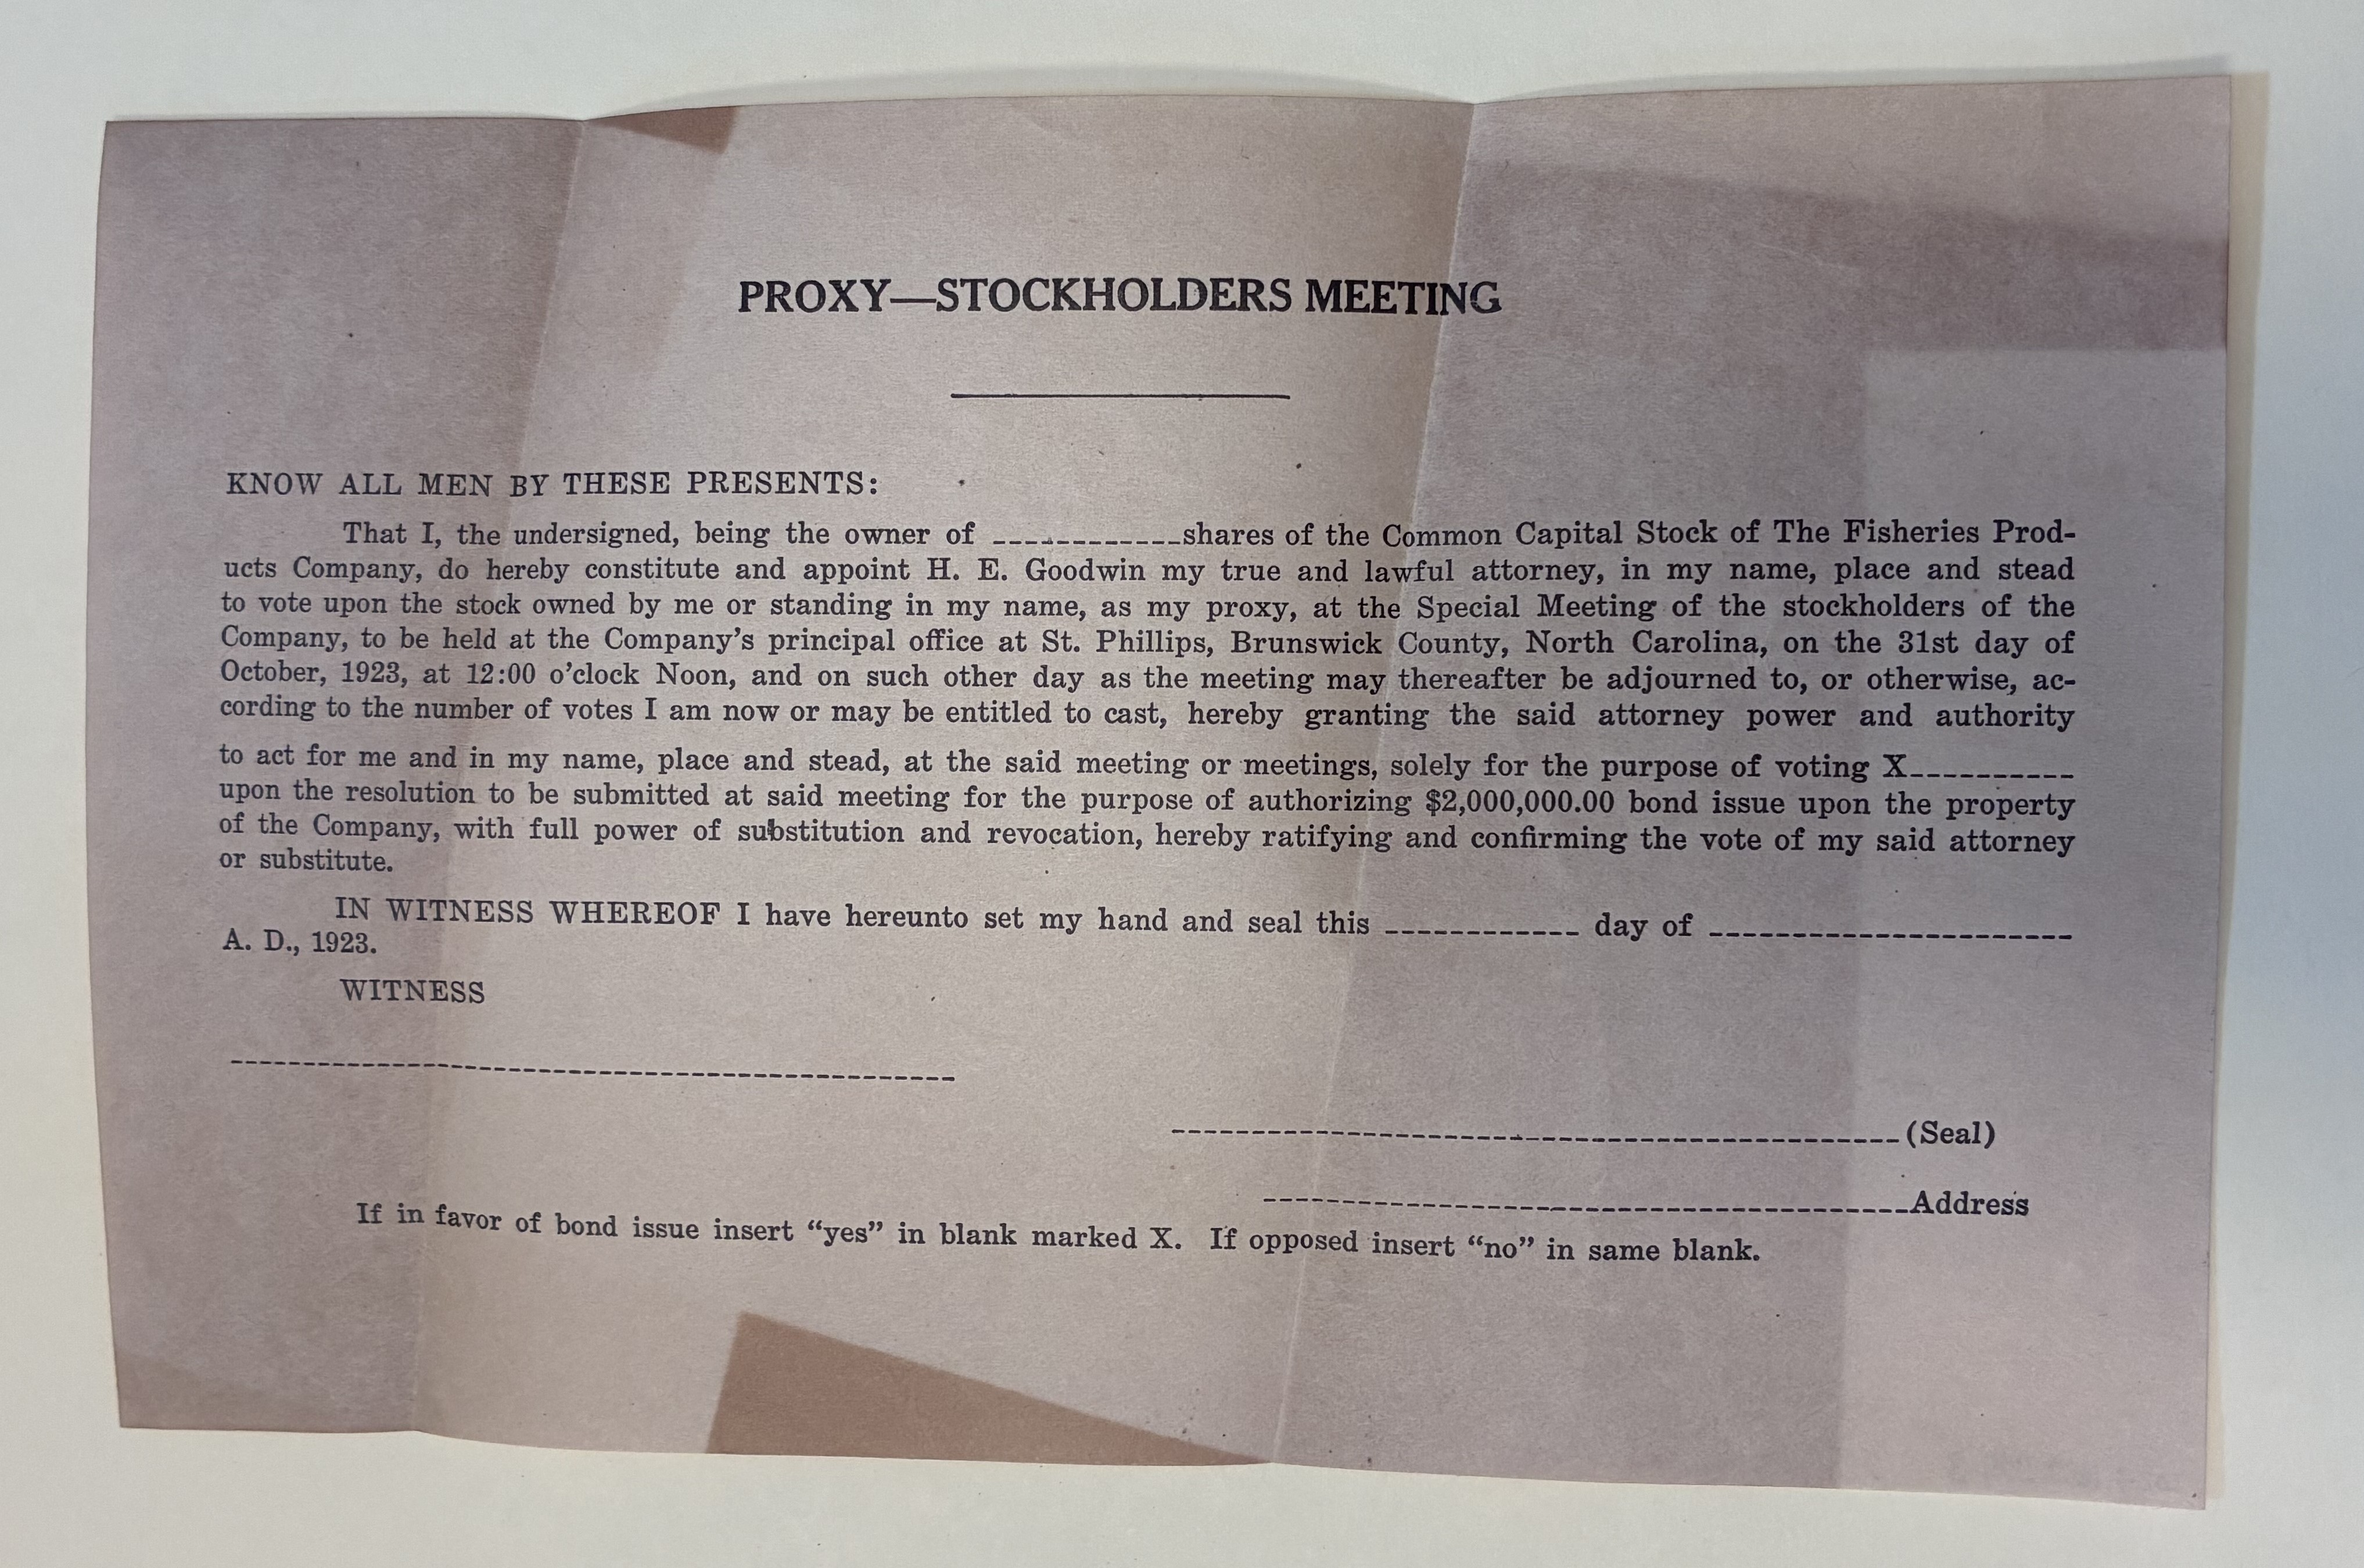 PROXY—STOCKHOLDERS MEETING
KNOW ALL MEN BY THESE PRESENTS:
That I, the undersigned, being the owner of ____________shares of the Common Capital Stock of The Fisheries Prod-
ucts Company, do hereby constitute and appoint H. E. Goodwin my true and lawful attorney, in my name, place and stead
to vote upon the stock owned by me or standing in my name, as my proxy, at the Special Meeting of the stockholders of the
Company, to be held at the Company's principal office at St. Phillips, Brunswick County, North Carolina, on the 31st day of
October, 1923, at 12:00 o'clock Noon, and on such other day as the meeting may thereafter be adjourned to, or otherwise, ac-
cording to the number of votes I am now or may be entitled to cast, hereby granting the said attorney power and authority
to act for me and in my name, place and stead, at the said meeting or meetings, solely for the purpose of voting X__________
upon the resolution to be submitted at said meeting for the purpose of authorizing $2,000,000.00 bond issue upon the property
of the Company, with full power of substitution and revocation, hereby ratifying and confirming the vote of my said attorney
or substitute.
IN WITNESS WHEREOF I have hereunto set my hand and seal this ____________ day of ______________________
A. D., 1923.
WITNESS
____________________________________________
____________________________________________(Seal)
_______________________________________Address
If in favor of bond issue insert “yes” in blank marked X. If opposed insert “no” in same blank.